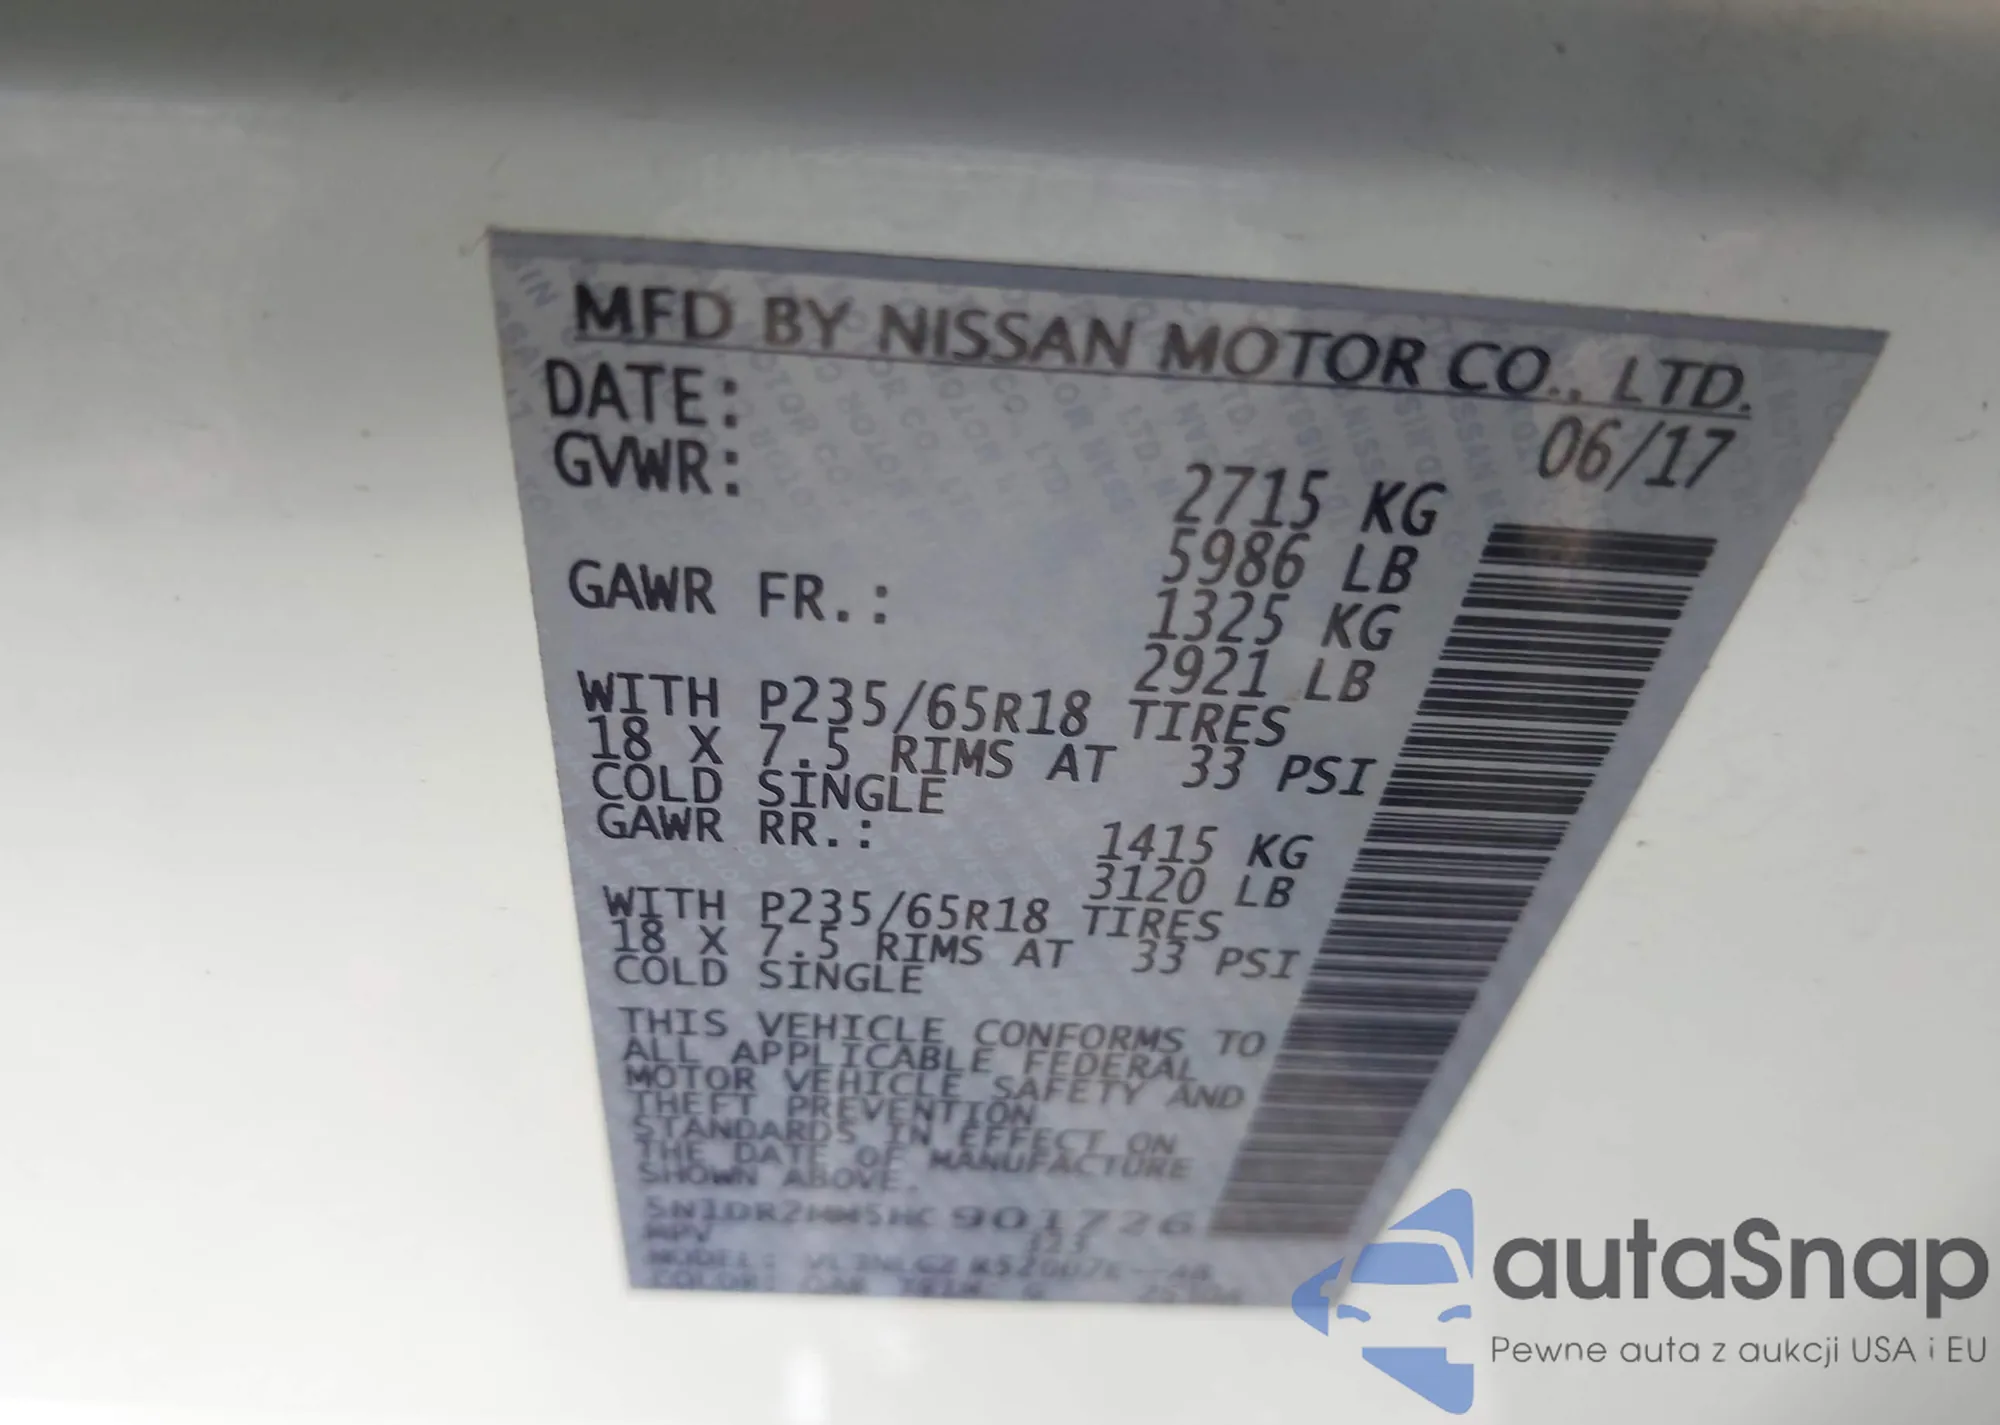 MFD BY NISSAN MOTOR CO., LTD.
DATE: 06/17
GVWR: 2715 KG
5986 LB
GAWR FR.: 1325 KG
2921 LB
WITH P235/65R18 TIRES
18 X 7.5 RIMS AT 33 PSI
COLD SINGLE
GAWR RR.: 1415 KG
3120 LB
WITH P235/65R18 TIRES
18 X 7.5 RIMS AT 33 PSI
COLD SINGLE
THIS VEHICLE CONFORMS TO
ALL APPLICABLE FEDERAL
MOTOR VEHICLE SAFETY AND
THEFT PREVENTION
STANDARDS IN EFFECT ON
THE DATE OF MANUFACTURE
SHOWN ABOVE.
5N1DR2MM5HC901726
MPV
MODEL:
COLOR:
autaSnap
Pewne auta z aukcji USA i EU